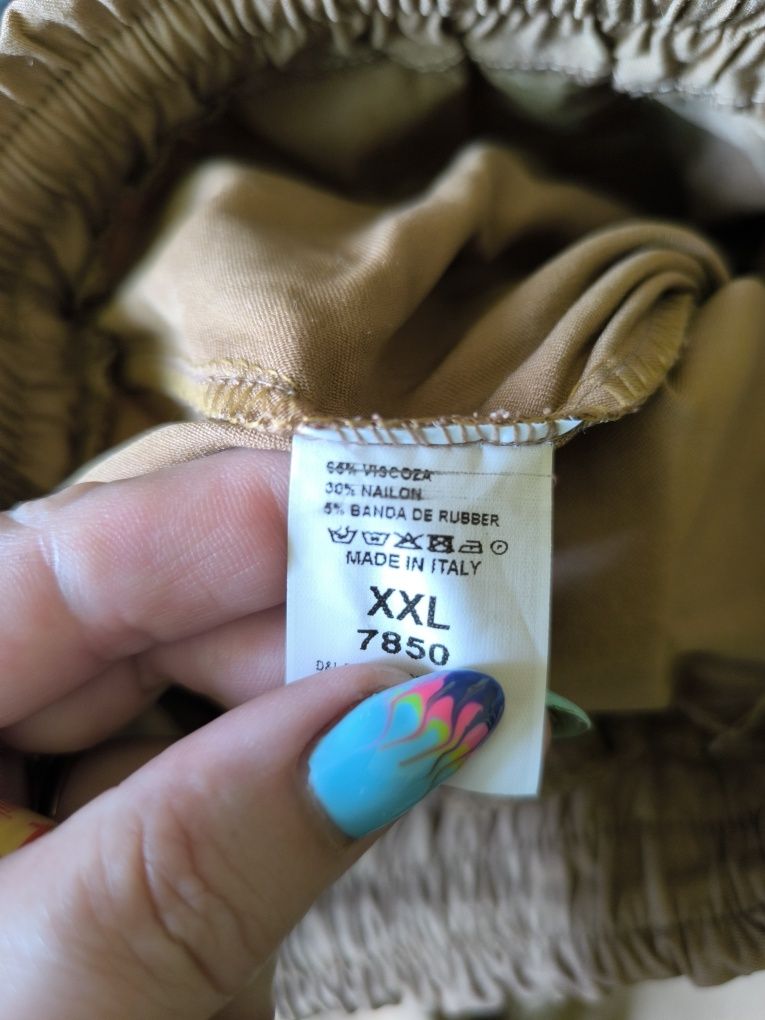 65% VISCOZA
30% NAILON
5% BANDA DE RUBBER
MADE IN ITALY
XXL
7850